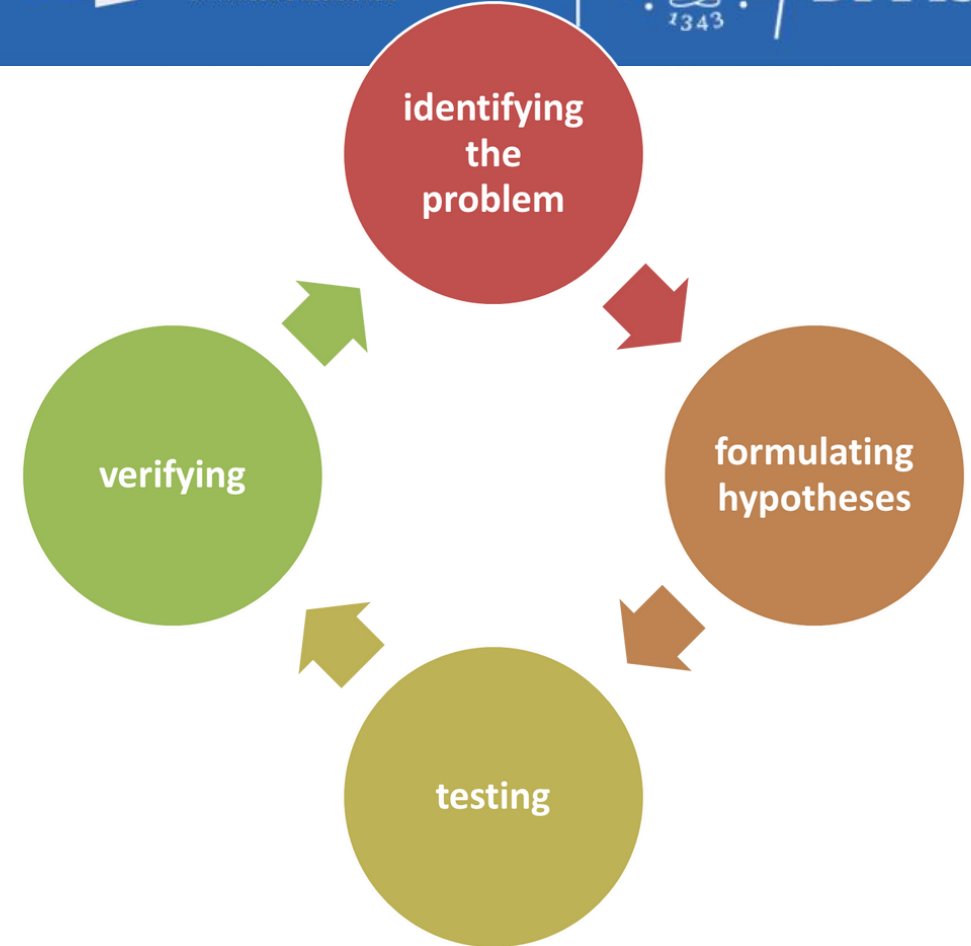 1343
identifying
the
problem
formulating
hypotheses
verifying
testing